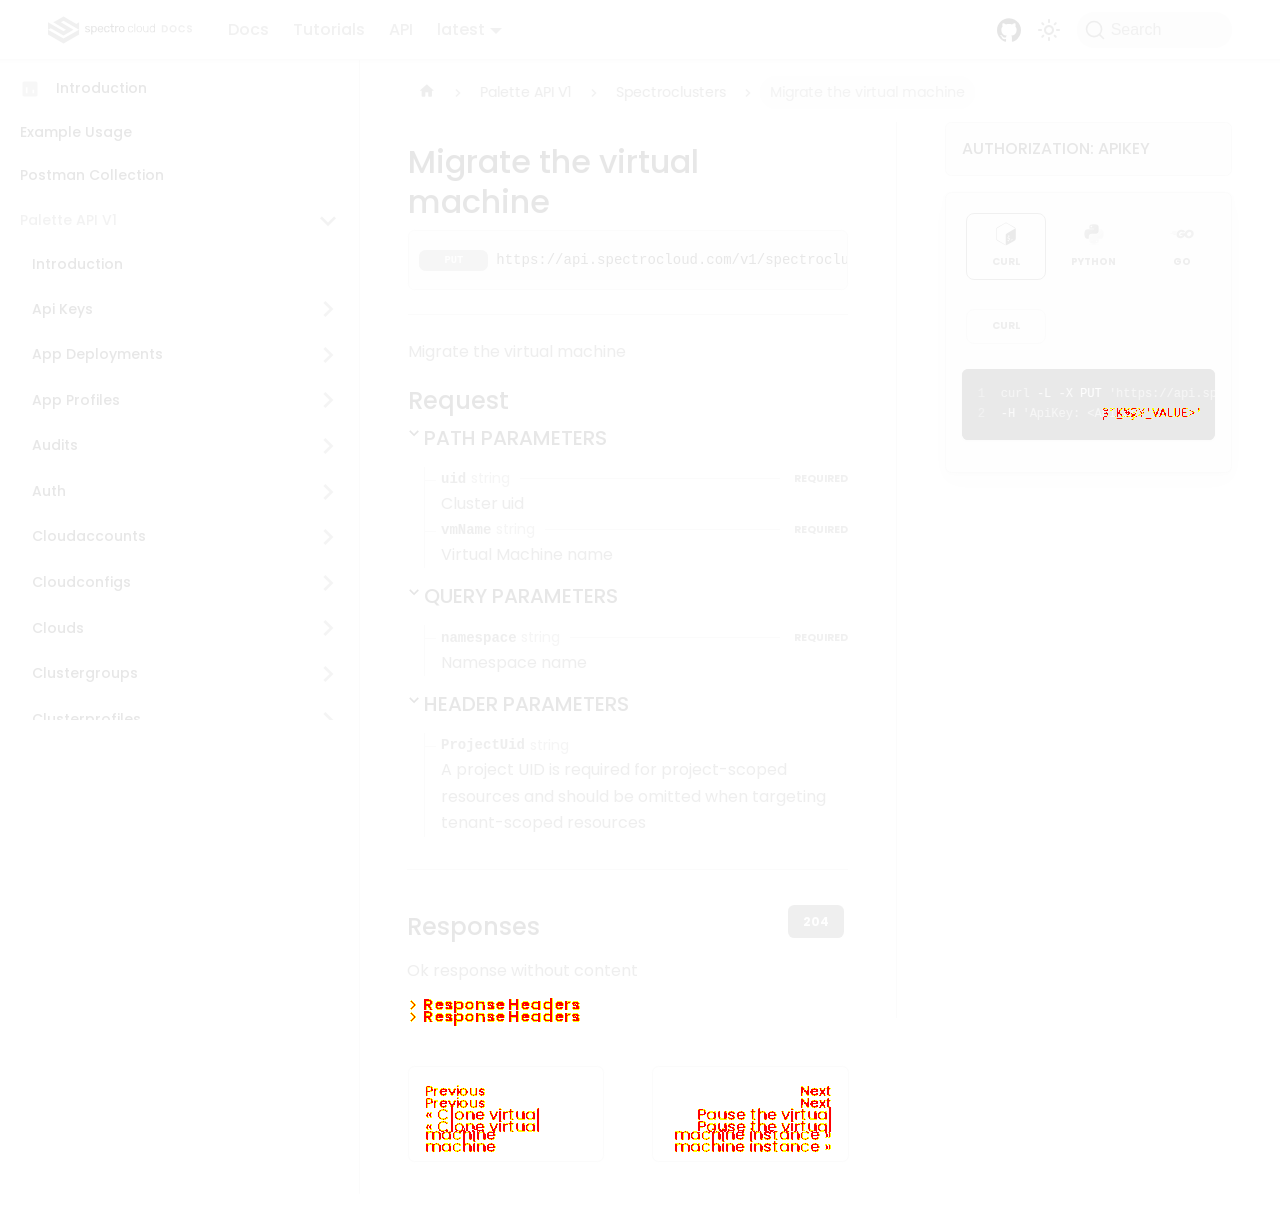 spectro cloud DOCS Docs Tutorials API latest Search
Introduction
Example Usage
Postman Collection
Palette API V1
Introduction
Api Keys
App Deployments
App Profiles
Audits
Auth
Cloudaccounts
Cloudconfigs
Clouds
Clustergroups
Clusterprofiles
Palette API V1 > Spectroclusters > Migrate the virtual machine
Migrate the virtual
machine
PUT https://api.spectrocloud.com/v1/spectroclu
Migrate the virtual machine
Request
PATH PARAMETERS
uid string REQUIRED
Cluster uid
vmName string REQUIRED
Virtual Machine name
QUERY PARAMETERS
namespace string REQUIRED
Namespace name
HEADER PARAMETERS
ProjectUid string
A project UID is required for project-scoped
resources and should be omitted when targeting
tenant-scoped resources
Responses
204
Ok response without content
> Response Headers
> Response Headers
Previous
Previous
« Clone virtual
« Clone virtual
machine
machine
Next
Next
Pause the virtual
Pause the virtual
machine instance »
machine instance »
AUTHORIZATION: APIKEY
CURL PYTHON GO
GO
CURL
1 curl -L -X PUT 'https://api.sp
2 -H 'ApiKey: